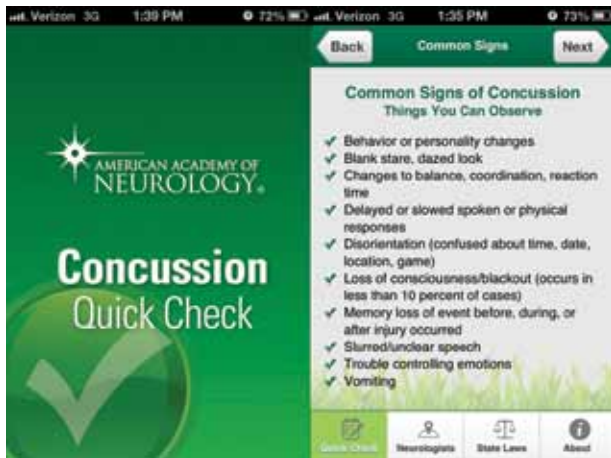 Verizon 3G 1:39 PM 72%
AMERICAN ACADEMY OF
NEUROLOGY®
Concussion
Quick Check
Verizon 3G 1:35 PM 73%
Back Common Signs Next
Common Signs of Concussion
Things You Can Observe
Behavior or personality changes
Blank stare, dazed look
Changes to balance, coordination, reaction
time
Delayed or slowed spoken or physical
responses
Disorientation (confused about time, date,
location, game)
Loss of consciousness/blackout (occurs in
less than 10 percent of cases)
Memory loss of event before, during, or
after injury occurred
Slurred/unclear speech
Trouble controlling emotions
Vomiting
Quick Check Neurologists State Laws About